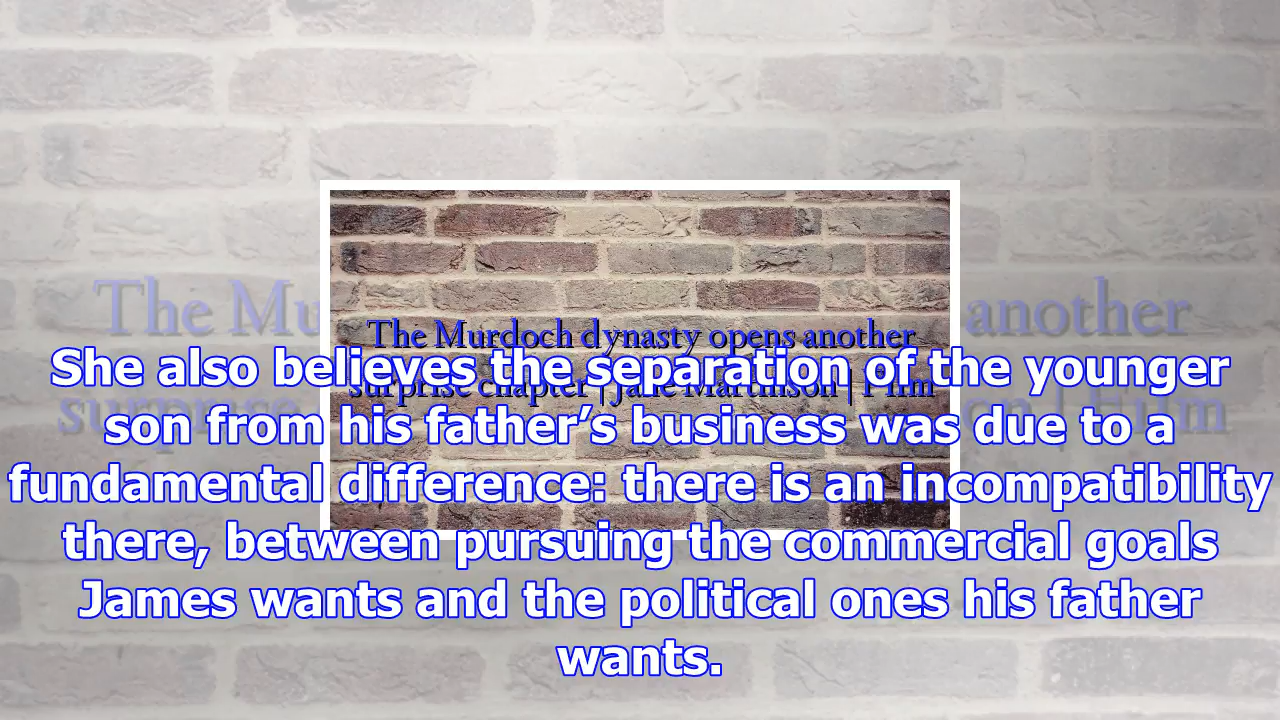 The Murdoch dynasty opens another
surprise chapter | Jane Martinson | Film
She also believes the separation of the younger
son from his father’s business was due to a
fundamental difference: there is an incompatibility
there, between pursuing the commercial goals
James wants and the political ones his father
wants.